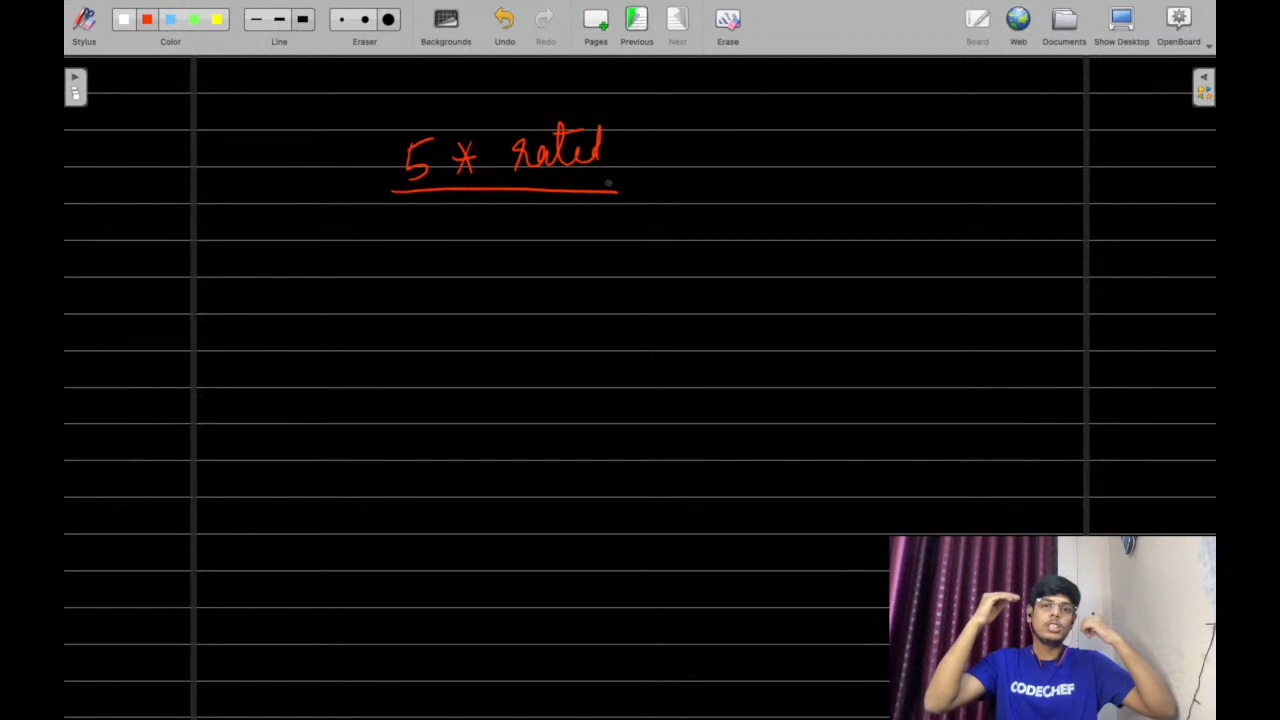 Stylus
Color
Line
Eraser
Backgrounds
Undo
Redo
Pages
Previous
Next
Erase
Board
Web
Documents
Show Desktop
OpenBoard
5 * rated
CODECHEF